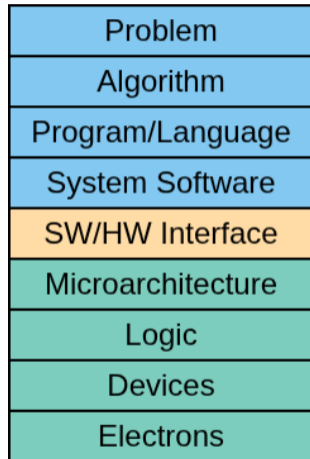 Problem
Algorithm
Program/Language
System Software
SW/HW Interface
Microarchitecture
Logic
Devices
Electrons